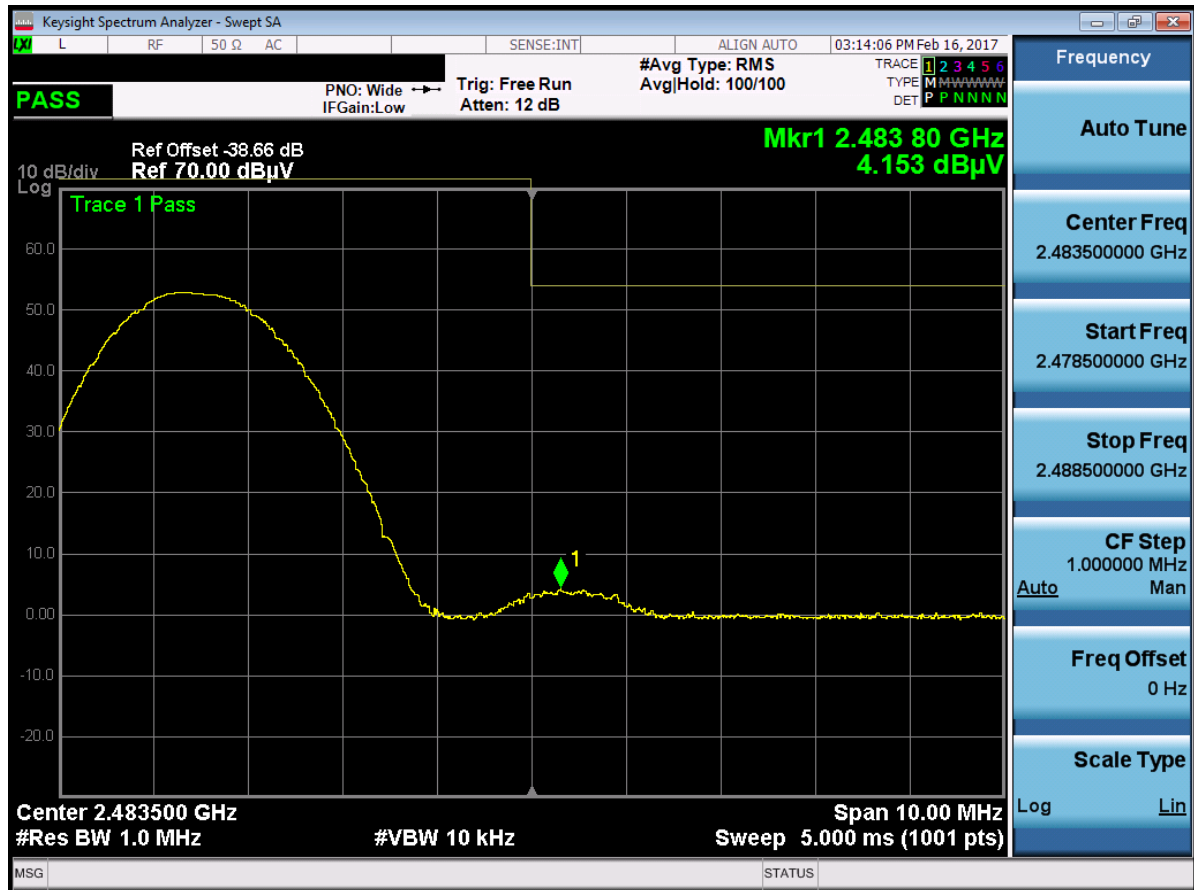 Keysight Spectrum Analyzer - Swept SA
LXI L RF 50 Ω AC SENSE:INT ALIGN AUTO 03:14:06 PM Feb 16, 2017
PASS
PNO: Wide
IFGain:Low
Trig: Free Run
Atten: 12 dB
#Avg Type: RMS
Avg|Hold: 100/100
TRACE 1 2 3 4 5 6
TYPE M M W W W W
DET P P N N N N
Ref Offset -38.66 dB
10 dB/div Ref 70.00 dBµV
Log
Mkr1 2.483 80 GHz
4.153 dBµV
Trace 1 Pass
60.0
50.0
40.0
30.0
20.0
10.0
0.00
-10.0
-20.0
1
Center 2.483500 GHz Span 10.00 MHz
#Res BW 1.0 MHz #VBW 10 kHz Sweep 5.000 ms (1001 pts)
MSG STATUS
Frequency
Auto Tune
Center Freq
2.483500000 GHz
Start Freq
2.478500000 GHz
Stop Freq
2.488500000 GHz
CF Step
1.000000 MHz
Auto Man
Freq Offset
0 Hz
Scale Type
Log Lin